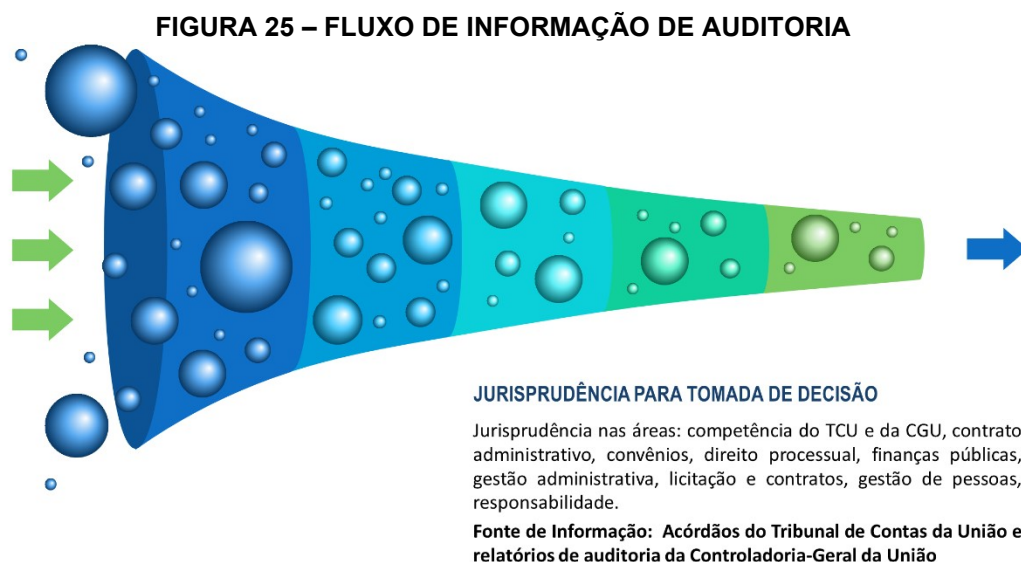 FIGURA 25 – FLUXO DE INFORMAÇÃO DE AUDITORIA
JURISPRUDÊNCIA PARA TOMADA DE DECISÃO
Jurisprudência nas áreas: competência do TCU e da CGU, contrato
administrativo, convênios, direito processual, finanças públicas,
gestão administrativa, licitação e contratos, gestão de pessoas,
responsabilidade.
Fonte de Informação: Acórdãos do Tribunal de Contas da União e
relatórios de auditoria da Controladoria-Geral da União